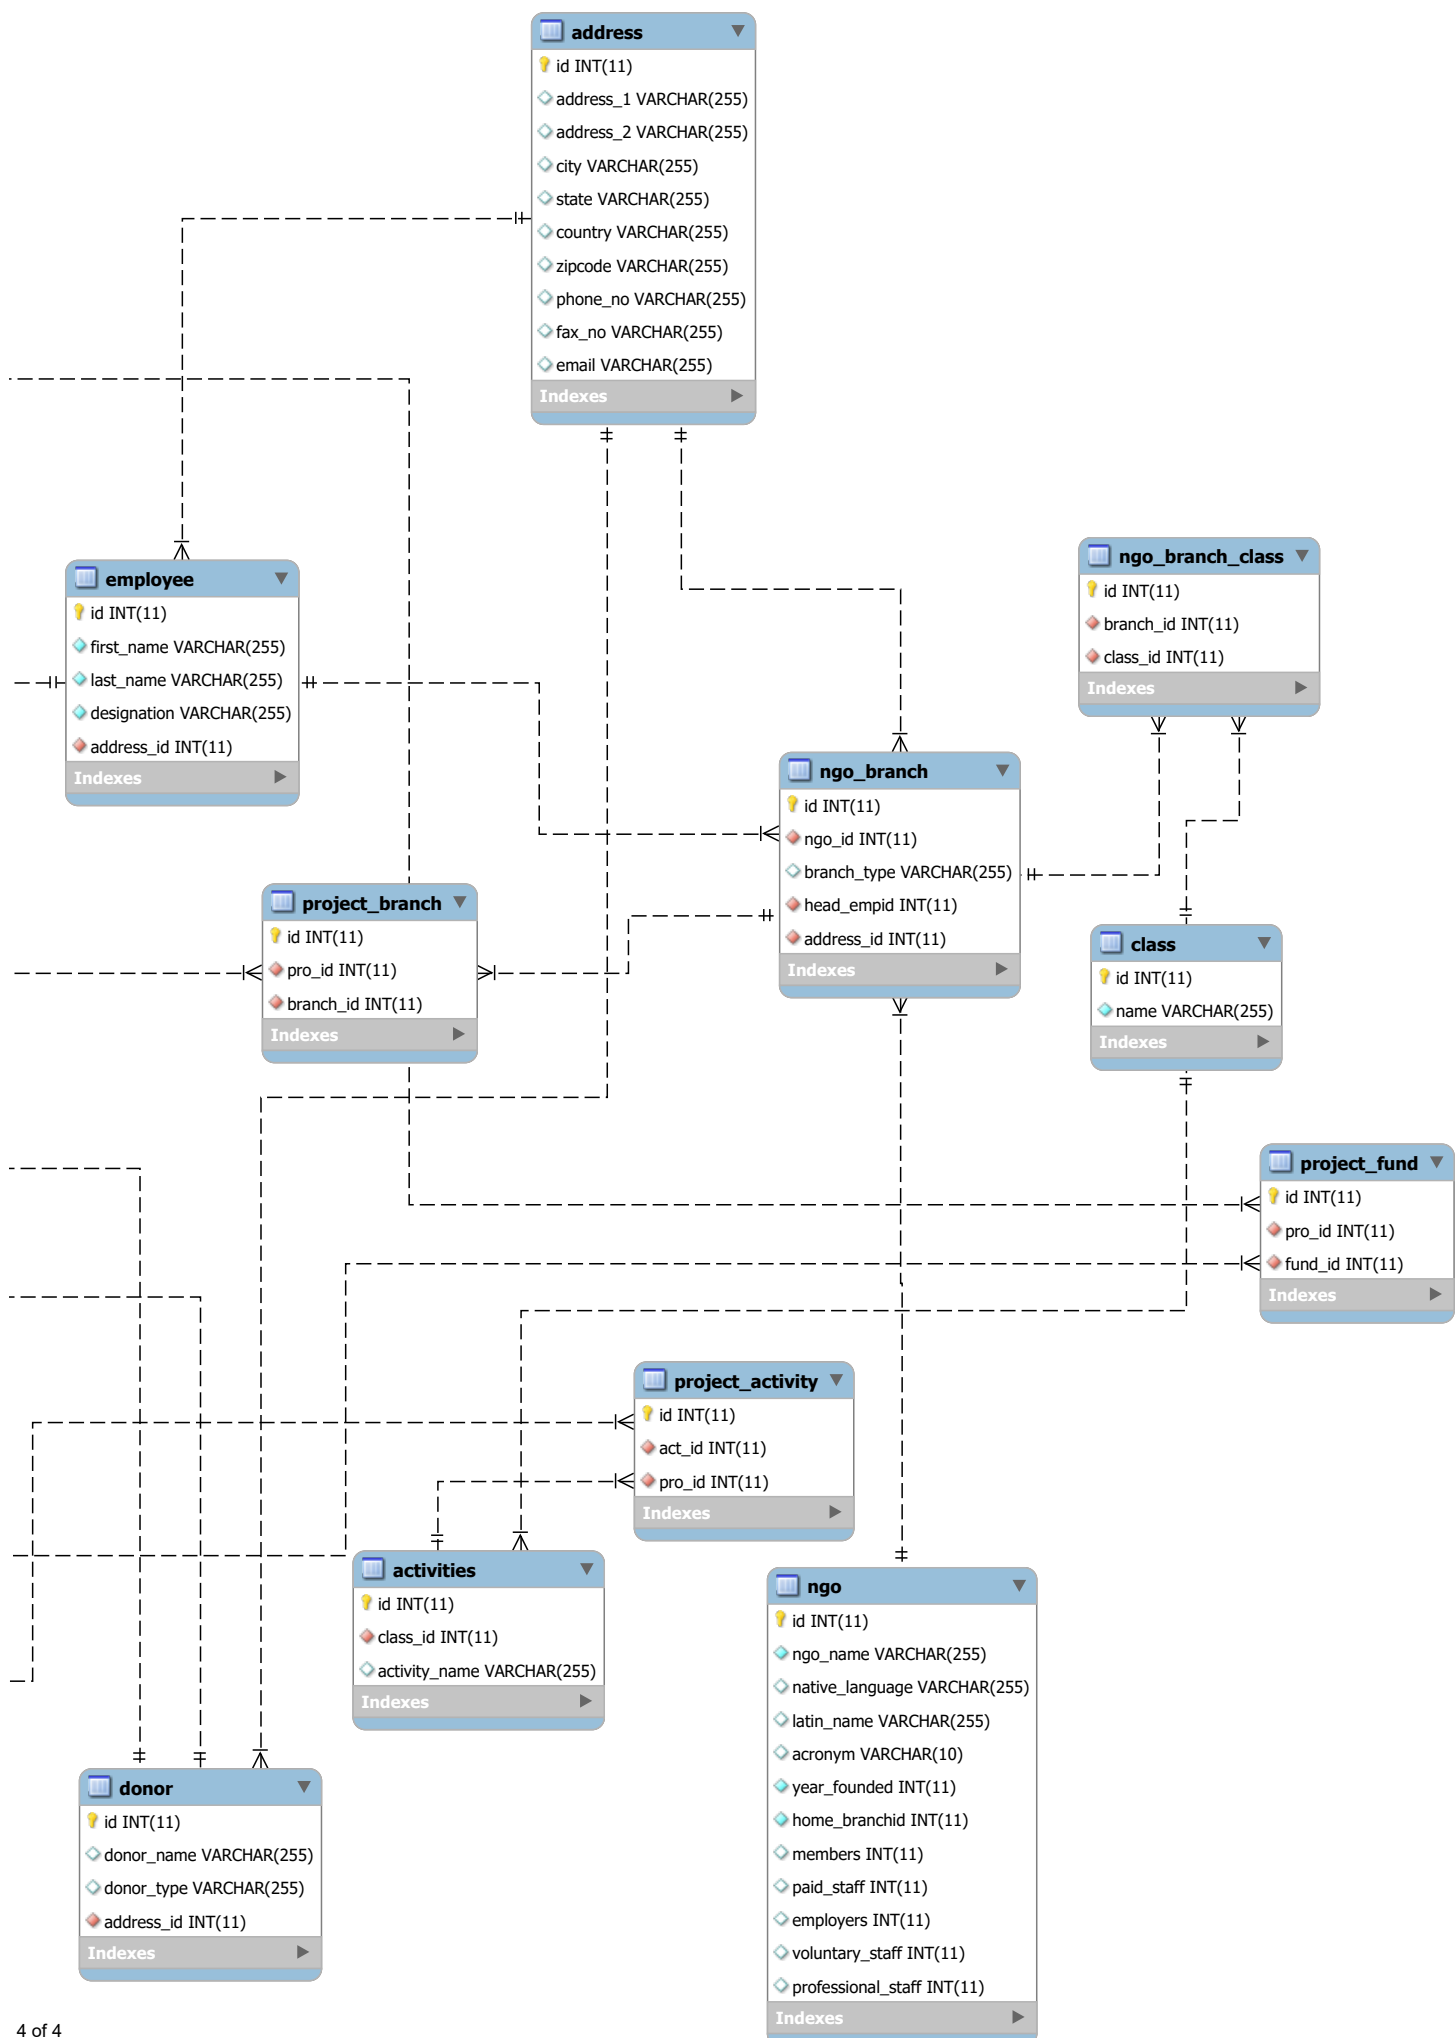 address
id INT(11)
address_1 VARCHAR(255)
address_2 VARCHAR(255)
city VARCHAR(255)
state VARCHAR(255)
country VARCHAR(255)
zipcode VARCHAR(255)
phone_no VARCHAR(255)
fax_no VARCHAR(255)
email VARCHAR(255)
Indexes
employee
id INT(11)
first_name VARCHAR(255)
last_name VARCHAR(255)
designation VARCHAR(255)
address_id INT(11)
Indexes
ngo_branch_class
id INT(11)
branch_id INT(11)
class_id INT(11)
Indexes
ngo_branch
id INT(11)
ngo_id INT(11)
branch_type VARCHAR(255)
head_empid INT(11)
address_id INT(11)
Indexes
project_branch
id INT(11)
pro_id INT(11)
branch_id INT(11)
Indexes
class
id INT(11)
name VARCHAR(255)
Indexes
project_fund
id INT(11)
pro_id INT(11)
fund_id INT(11)
Indexes
project_activity
id INT(11)
act_id INT(11)
pro_id INT(11)
Indexes
activities
id INT(11)
class_id INT(11)
activity_name VARCHAR(255)
Indexes
ngo
id INT(11)
ngo_name VARCHAR(255)
native_language VARCHAR(255)
latin_name VARCHAR(255)
acronym VARCHAR(10)
year_founded INT(11)
home_branchid INT(11)
members INT(11)
paid_staff INT(11)
employers INT(11)
voluntary_staff INT(11)
professional_staff INT(11)
Indexes
donor
id INT(11)
donor_name VARCHAR(255)
donor_type VARCHAR(255)
address_id INT(11)
Indexes
4 of 4